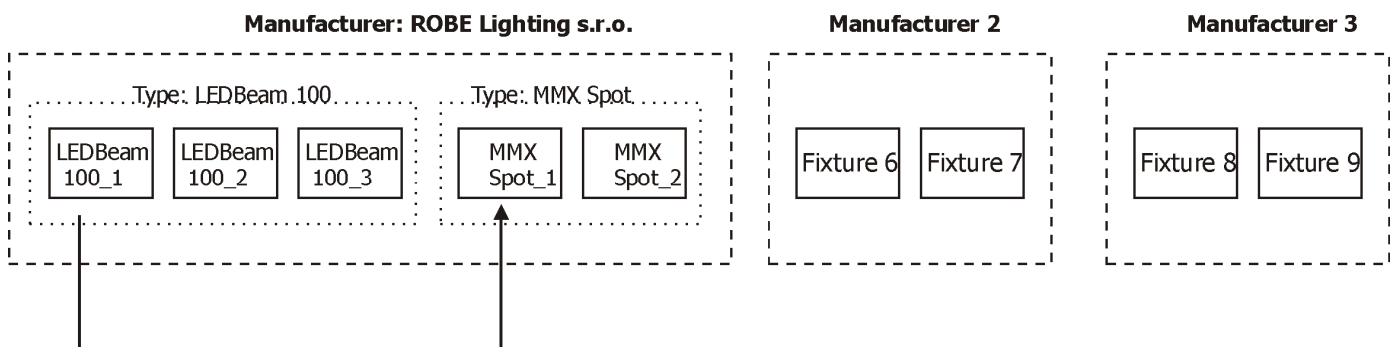 Manufacturer: ROBE Lighting s.r.o.
Manufacturer 2
Manufacturer 3
Type: LEDBeam 100
Type: MMX Spot
LEDBeam
100_1
LEDBeam
100_2
LEDBeam
100_3
MMX
Spot_1
MMX
Spot_2
Fixture 6
Fixture 7
Fixture 8
Fixture 9